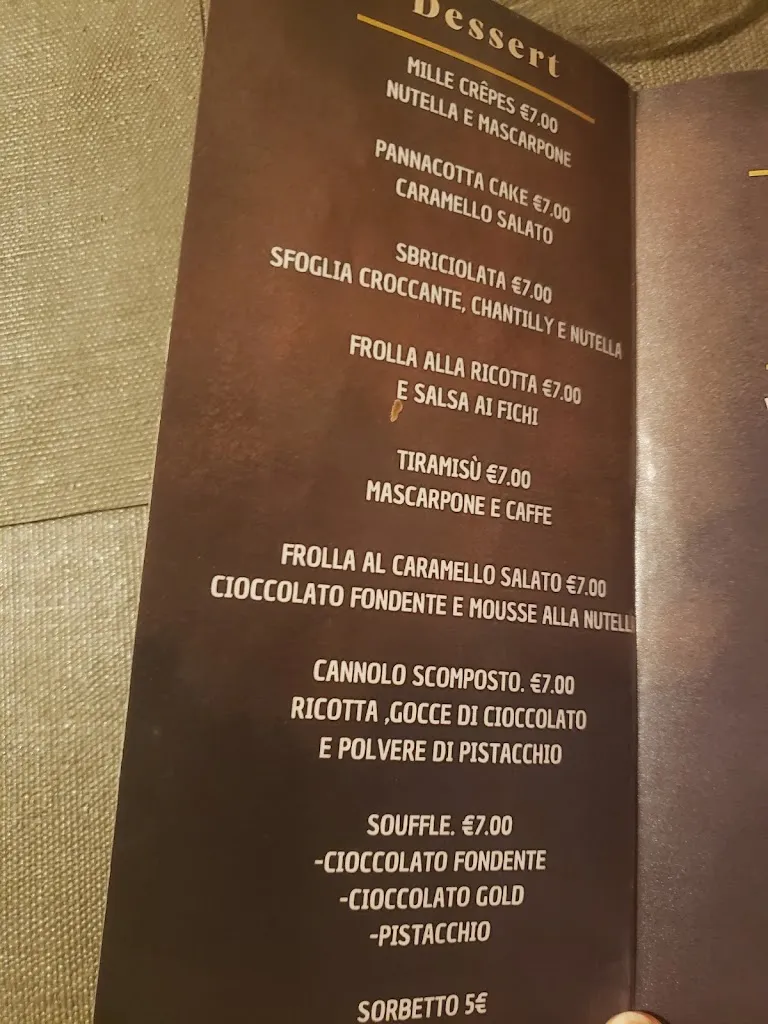 Dessert
MILLE CRÊPES €7.00
NUTELLA E MASCARPONE
PANNACOTTA CAKE €7.00
CARAMELLO SALATO
SBRICIOLATA €7.00
SFOGLIA CROCCANTE, CHANTILLY E NUTELLA
FROLLA ALLA RICOTTA €7.00
E SALSA AI FICHI
TIRAMISÙ €7.00
MASCARPONE E CAFFE
FROLLA AL CARAMELLO SALATO €7.00
CIOCCOLATO FONDENTE E MOUSSE ALLA NUTELL
CANNOLO SCOMPOSTO. €7.00
RICOTTA ,GOCCE DI CIOCCOLATO
E POLVERE DI PISTACCHIO
SOUFFLE. €7.00
-CIOCCOLATO FONDENTE
-CIOCCOLATO GOLD
-PISTACCHIO
SORBETTO 5€